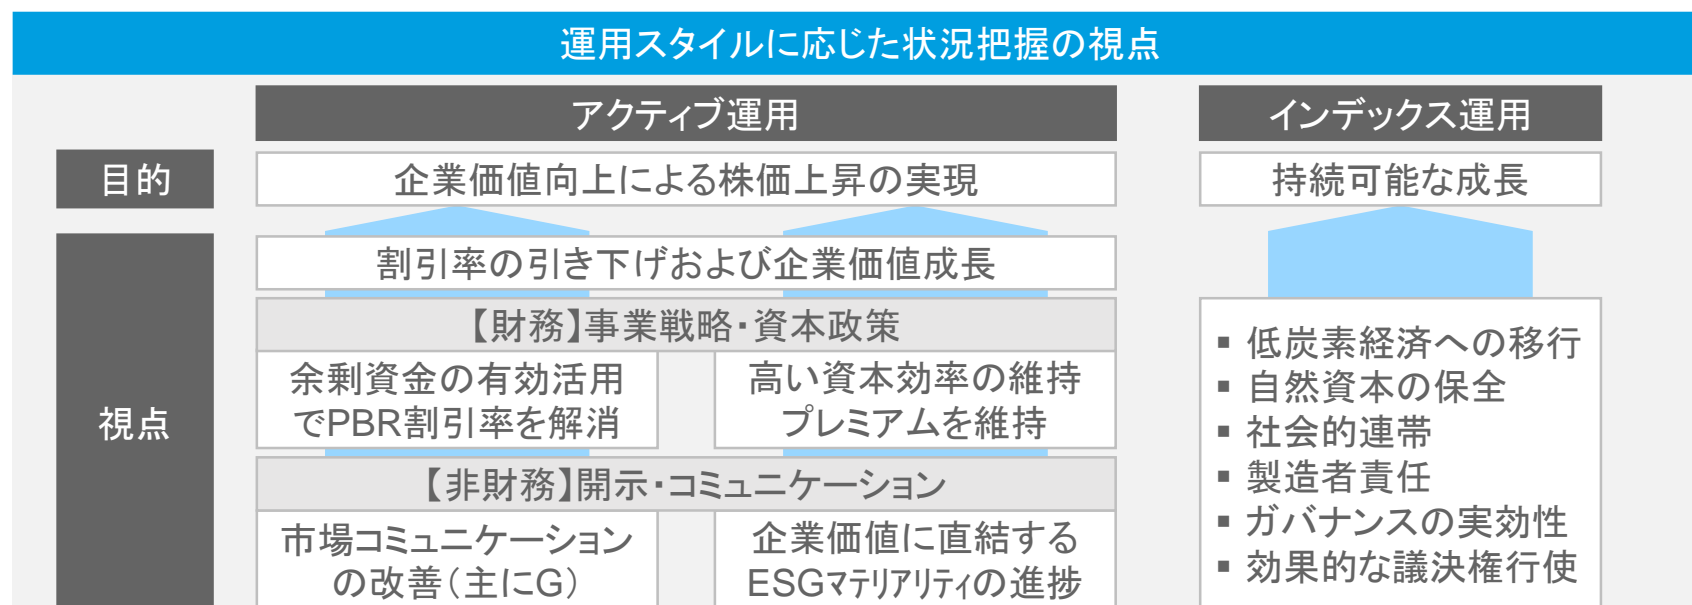 運用スタイルに応じた状況把握の視点
アクティブ運用
インデックス運用
目的
企業価値向上による株価上昇の実現
持続可能な成長
視点
割引率の引き下げおよび企業価値成長
【財務】事業戦略・資本政策
余剰資金の有効活用
でPBR割引率を解消
高い資本効率の維持
プレミアムを維持
【非財務】開示・コミュニケーション
市場コミュニケーション
の改善（主にG）
企業価値に直結する
ESGマテリアリティの進捗
▪ 低炭素経済への移行
▪ 自然資本の保全
▪ 社会的連帯
▪ 製造者責任
▪ ガバナンスの実効性
▪ 効果的な議決権行使